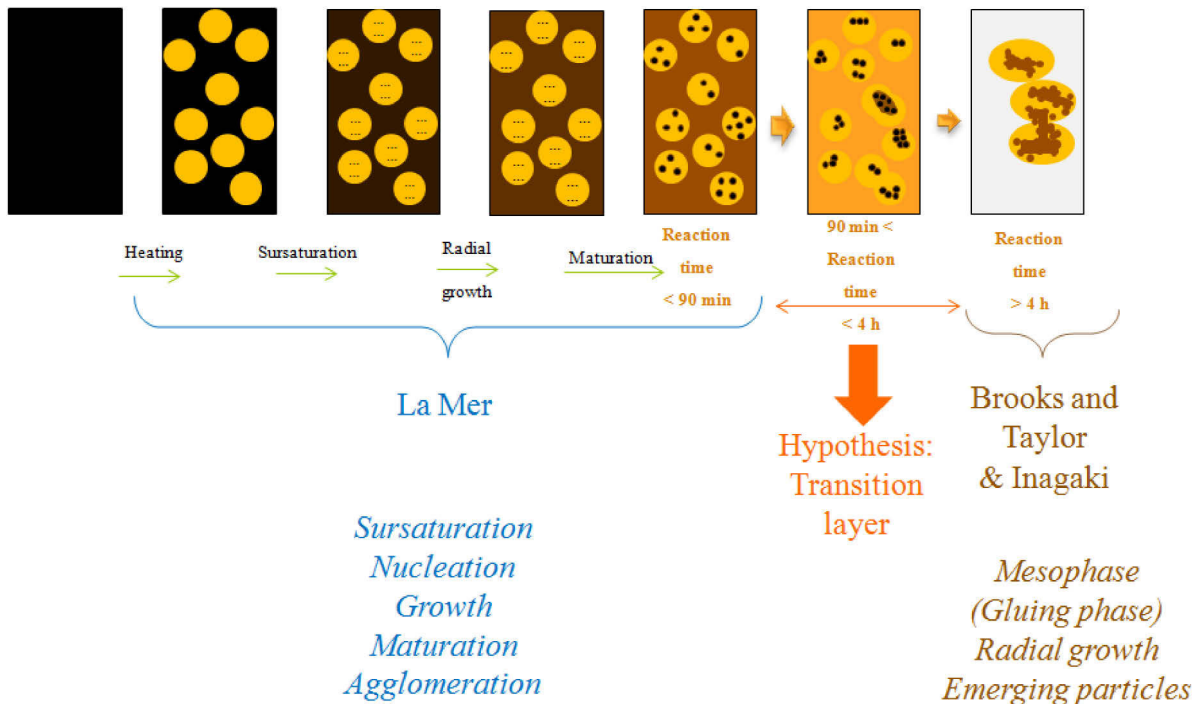 Heating
Sursaturation
Radial
growth
Maturation
Reaction
time
< 90 min
90 min <
Reaction
time
< 4 h
Reaction
time
> 4 h
La Mer
Hypothesis:
Transition
layer
Brooks and
Taylor
& Inagaki
Sursaturation
Nucleation
Growth
Maturation
Agglomeration
Mesophase
(Gluing phase)
Radial growth
Emerging particles